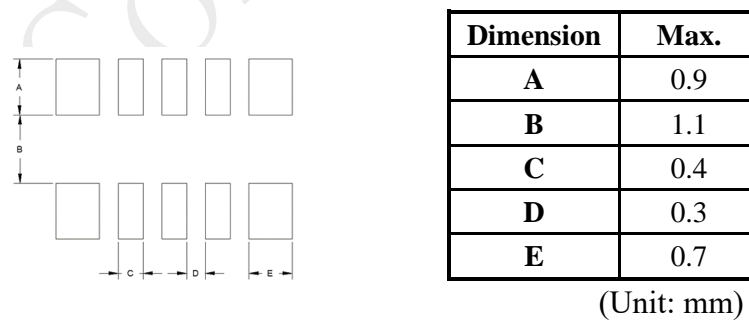 A
B
C D E
Dimension Max.
A 0.9
B 1.1
C 0.4
D 0.3
E 0.7
(Unit: mm)